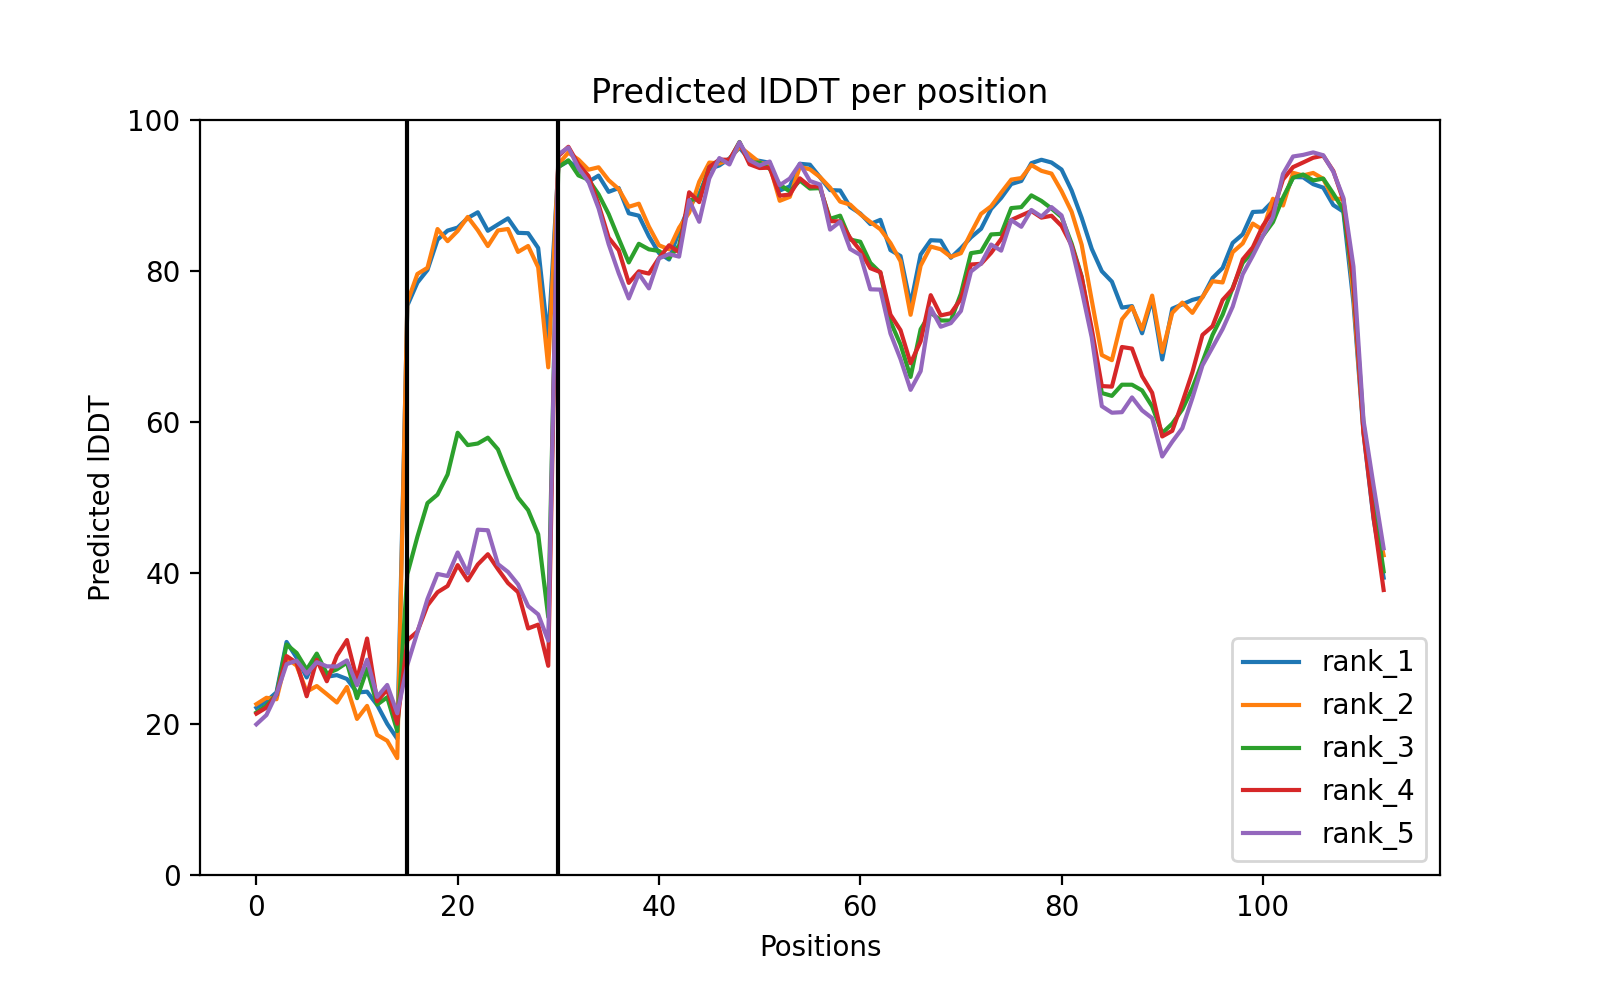 Predicted lDDT per position
Predicted lDDT
100
80
60
40
20
0
0 20 40 60 80 100
Positions
rank_1
rank_2
rank_3
rank_4
rank_5